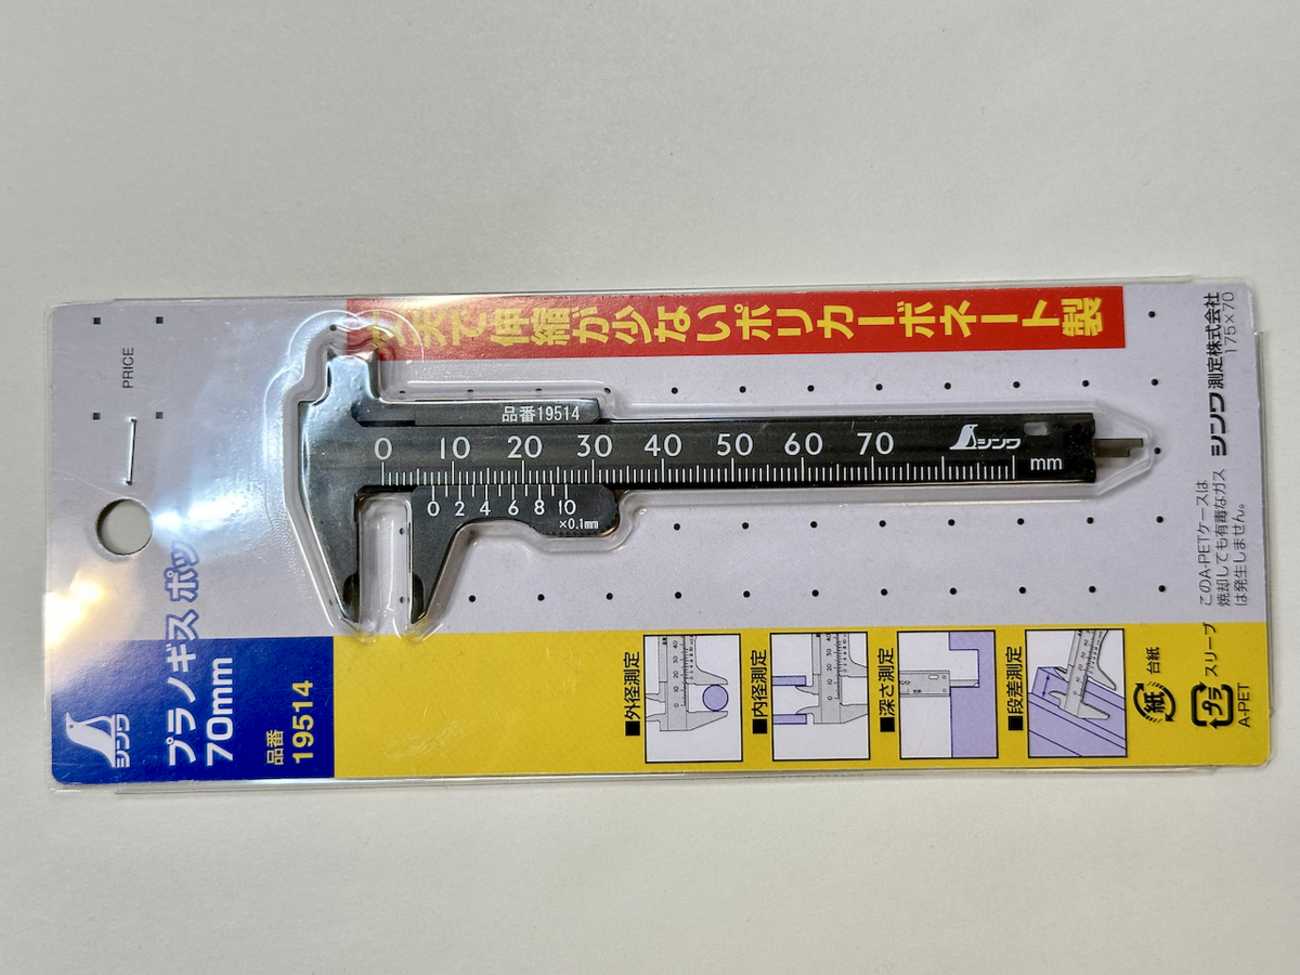 丈夫で伸縮が少ないポリカーボネート製
PRICE
品番19514
0 10 20 30 40 50 60 70
シンワ
mm
0 2 4 6 8 10
×0.1mm
シンワ測定株式会社
175×70
このA-PETケースは
焼却しても有毒なガス
は発生しません。
シンワ
プラノギス ポッ
70mm
品番
19514
■外径測定
■内径測定
■深さ測定
■段差測定
紙
台紙
プラ
スリーブ
A-PET